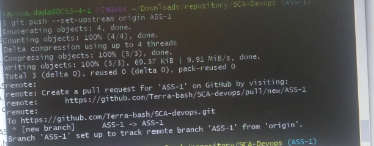 MINGW64 ~/Downloads/repository/SCA-Devops (ASS-1)
$ git push --set-upstream origin ASS-1
Enumerating objects: 4, done.
Counting objects: 100% (4/4), done.
Delta compression using up to 4 threads
Compressing objects: 100% (3/3), done.
Writing objects: 100% (3/3), 69.37 KiB | 9.91 MiB/s, done.
Total 3 (delta 0), reused 0 (delta 0), pack-reused 0
remote:
remote: Create a pull request for 'ASS-1' on GitHub by visiting:
remote: https://github.com/Terra-bash/SCA-devops/pull/new/ASS-1
remote:
To https://github.com/Terra-bash/SCA-devops.git
* [new branch] ASS-1 -> ASS-1
Branch 'ASS-1' set up to track remote branch 'ASS-1' from 'origin'.
repository/SCA-Devops (ASS-1)